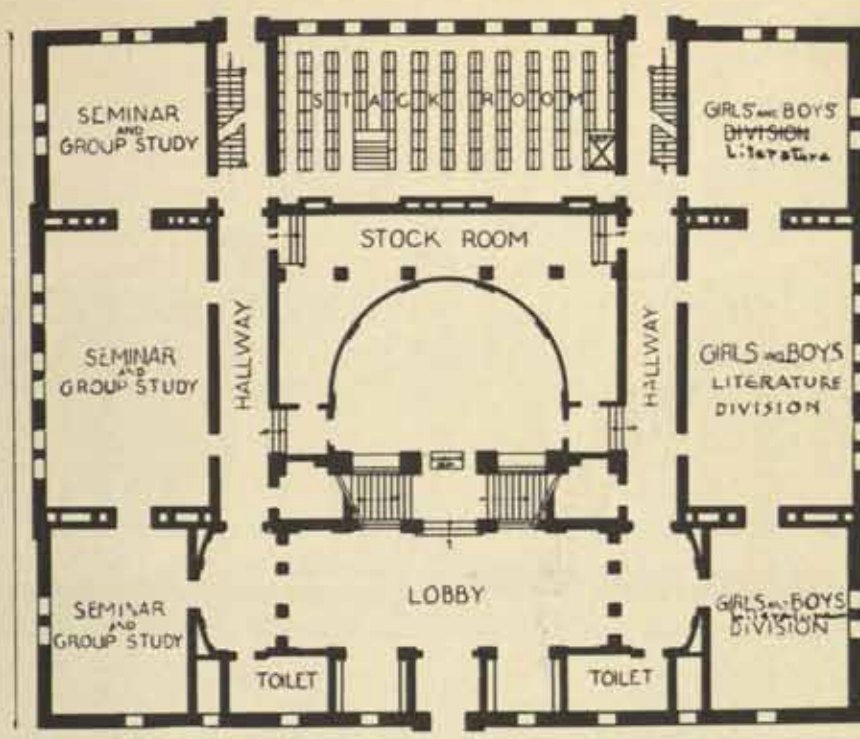 SEMINAR
AND
GROUP STUDY
STACK ROOM
GIRLS AND BOYS
DIVISION
Literature
STOCK ROOM
HALLWAY
HALLWAY
SEMINAR
AND
GROUP STUDY
GIRLS AND BOYS
LITERATURE
DIVISION
LOBBY
SEMINAR
AND
GROUP STUDY
GIRLS AND BOYS
Literature
DIVISION
TOILET
TOILET